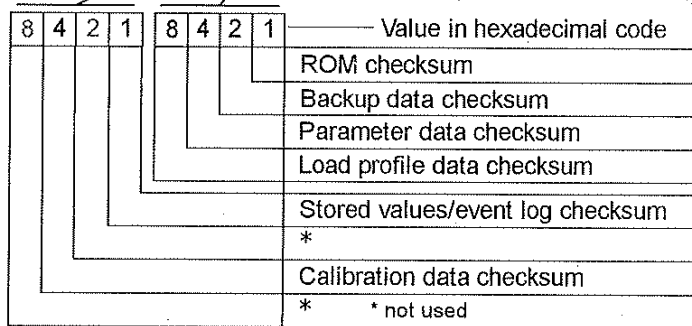 8 4 2 1 8 4 2 1 Value in hexadecimal code
ROM checksum
Backup data checksum
Parameter data checksum
Load profile data checksum
Stored values/event log checksum
*
Calibration data checksum
* * not used